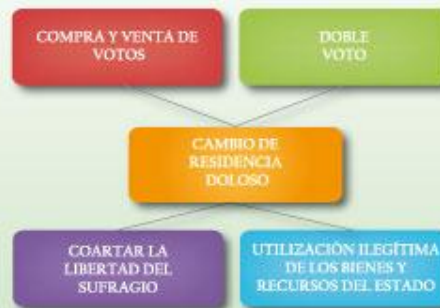 COMPRA Y VENTA DE
VOTOS
DOBLE
VOTO
CAMBIO DE
RESIDENCIA
DOLOSO
COARTAR LA
LIBERTAD DEL
SUFRAGIO
UTILIZACIÓN ILEGÍTIMA
DE LOS BIENES Y
RECURSOS DEL ESTADO